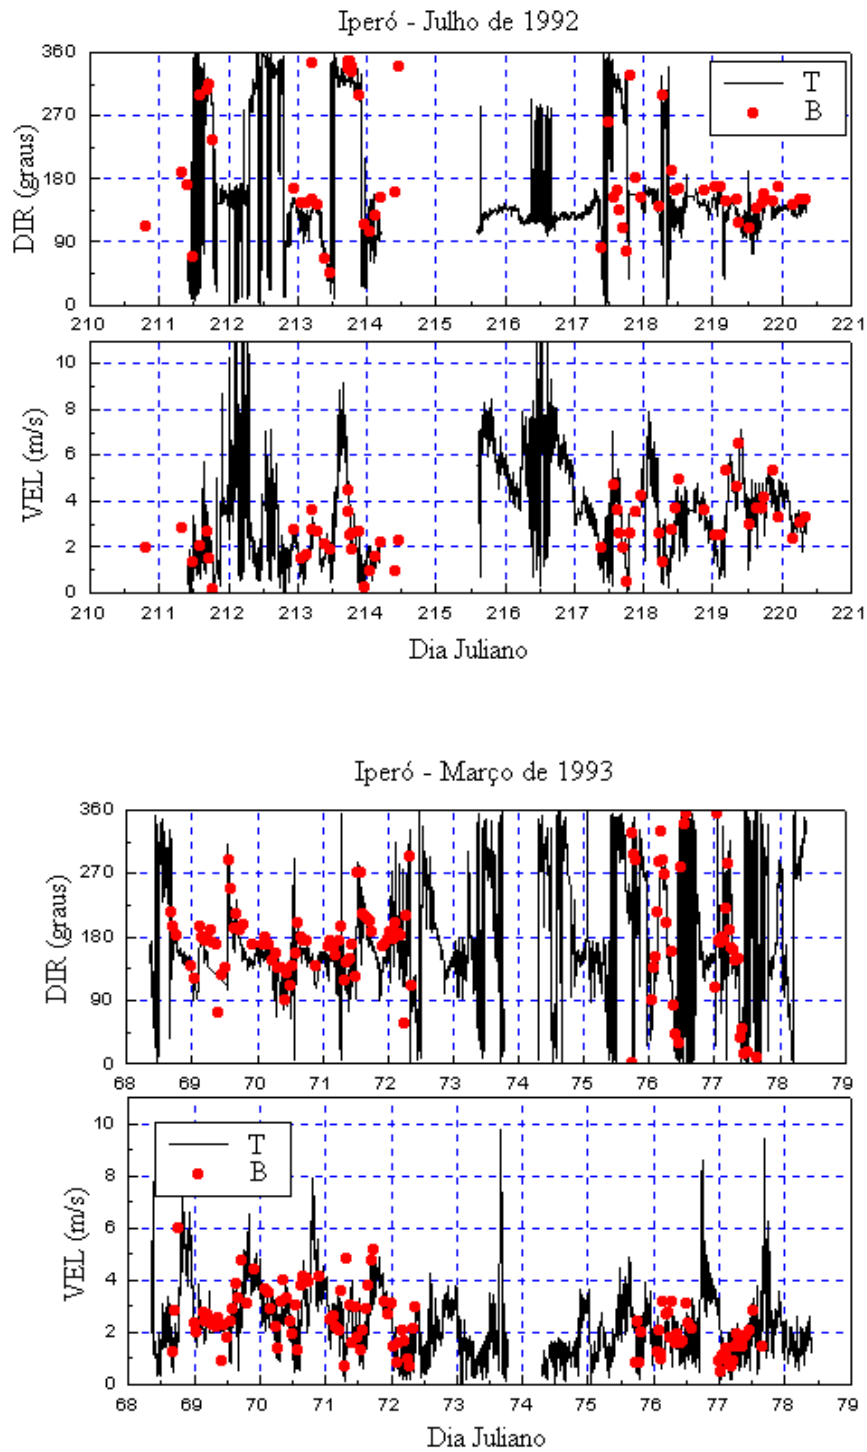 Iperó - Julho de 1992
DIR (graus)
360
270
180
90
0
T
B
210 211 212 213 214 215 216 217 218 219 220 221
VEL (m/s)
10
8
6
4
2
0
210 211 212 213 214 215 216 217 218 219 220 221
Dia Juliano
Iperó - Março de 1993
DIR (graus)
360
270
180
90
0
68 69 70 71 72 73 74 75 76 77 78 79
VEL (m/s)
10
8
6
4
2
0
T
B
68 69 70 71 72 73 74 75 76 77 78 79
Dia Juliano